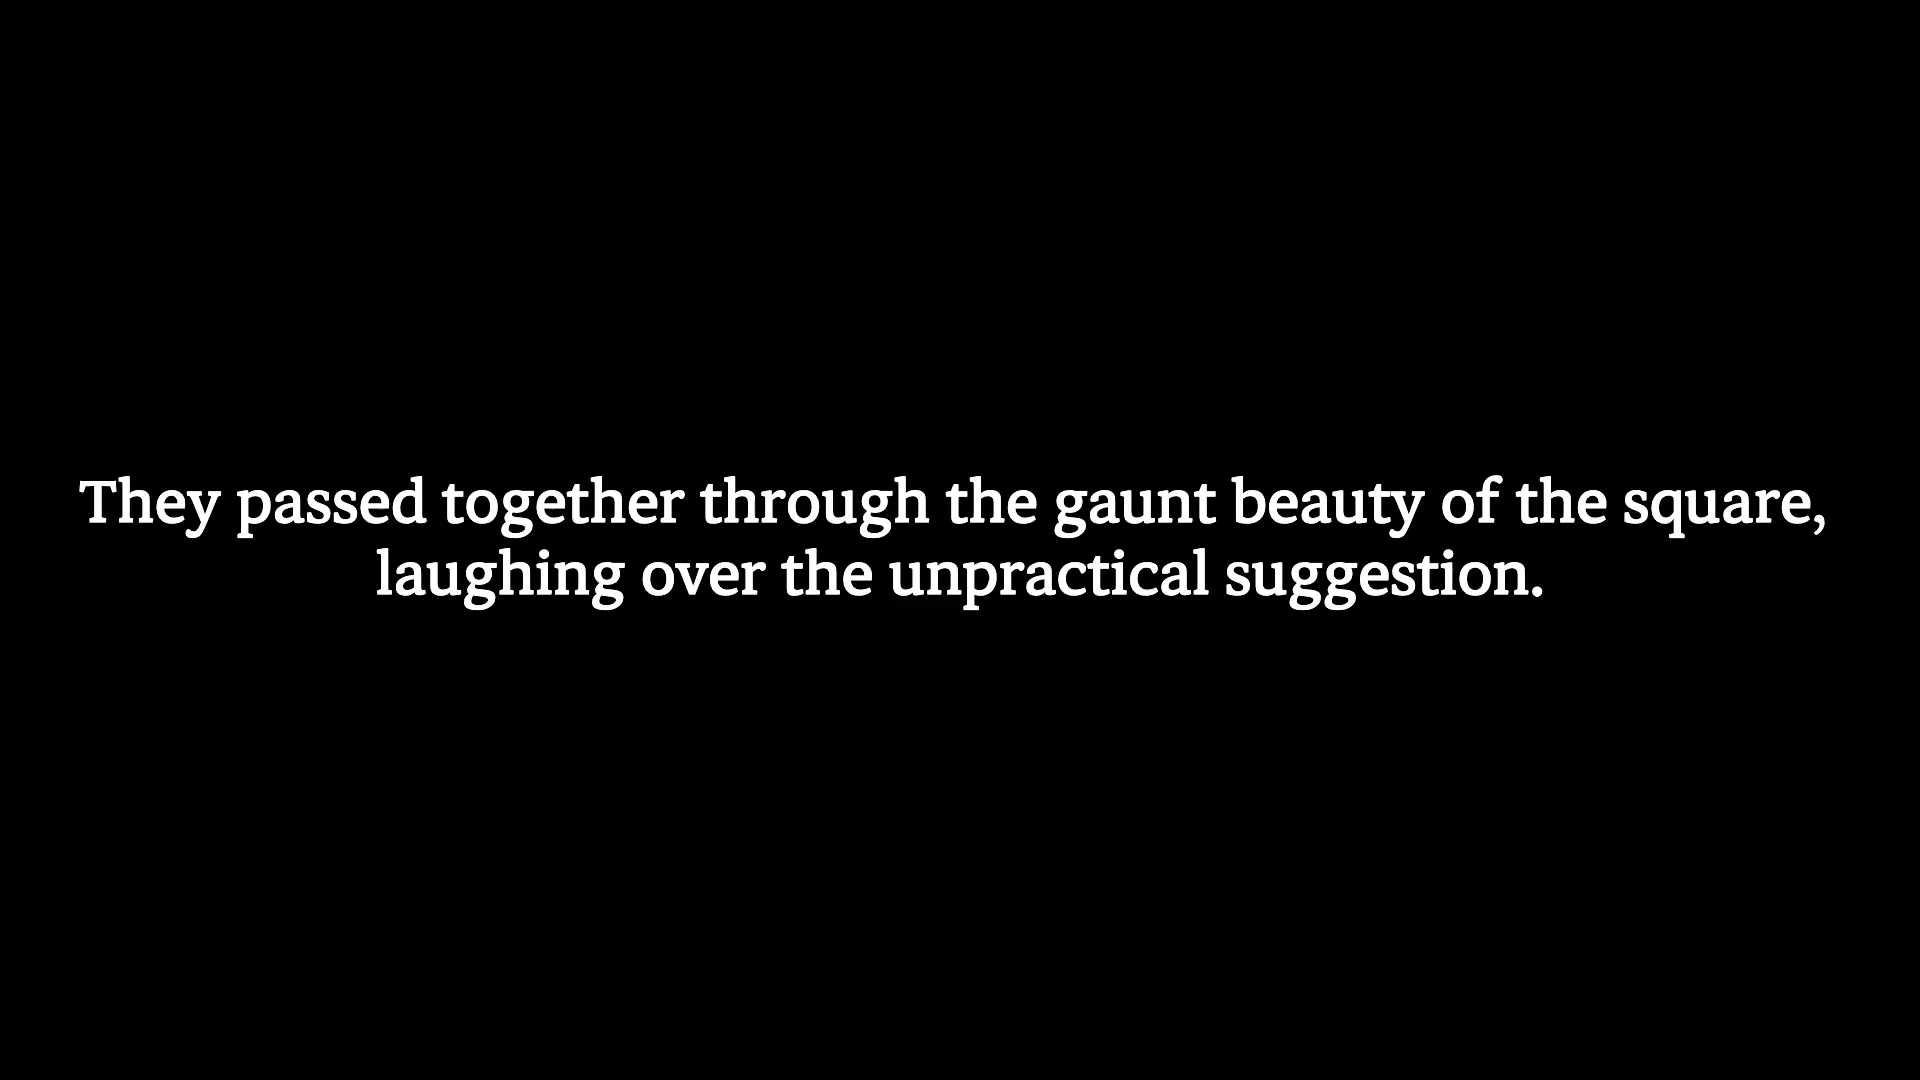 They passed together through the gaunt beauty of the square,
laughing over the unpractical suggestion.